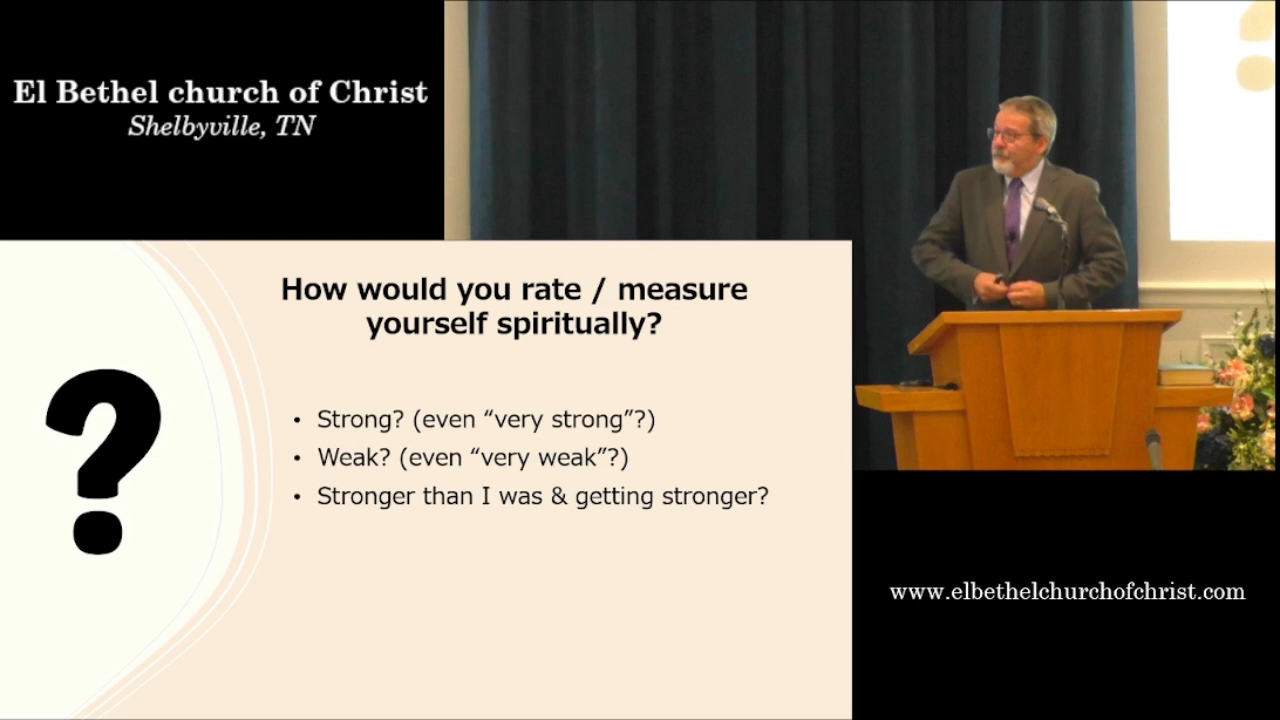 El Bethel church of Christ
Shelbyville, TN
How would you rate / measure
yourself spiritually?
• Strong? (even “very strong”?)
• Weak? (even “very weak”?)
• Stronger than I was & getting stronger?
?
www.elbethelchurchofchrist.com